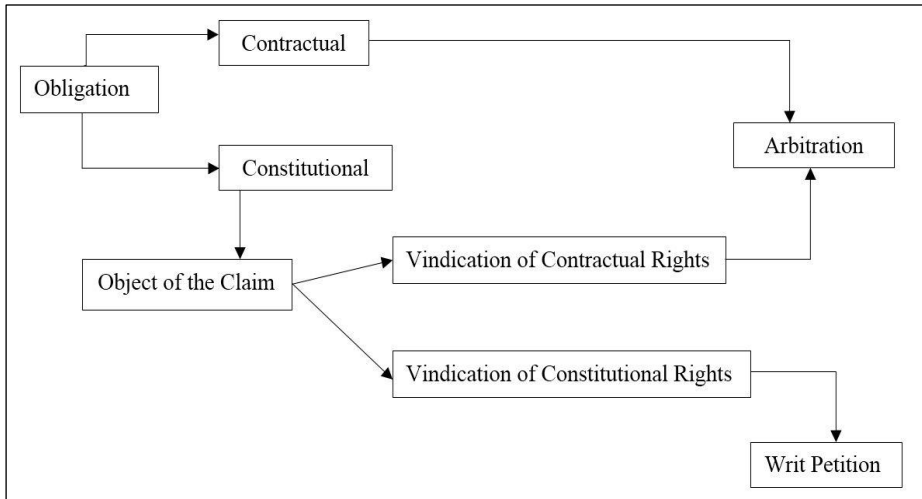 Contractual
Obligation
Arbitration
Constitutional
Vindication of Contractual Rights
Object of the Claim
Vindication of Constitutional Rights
Writ Petition